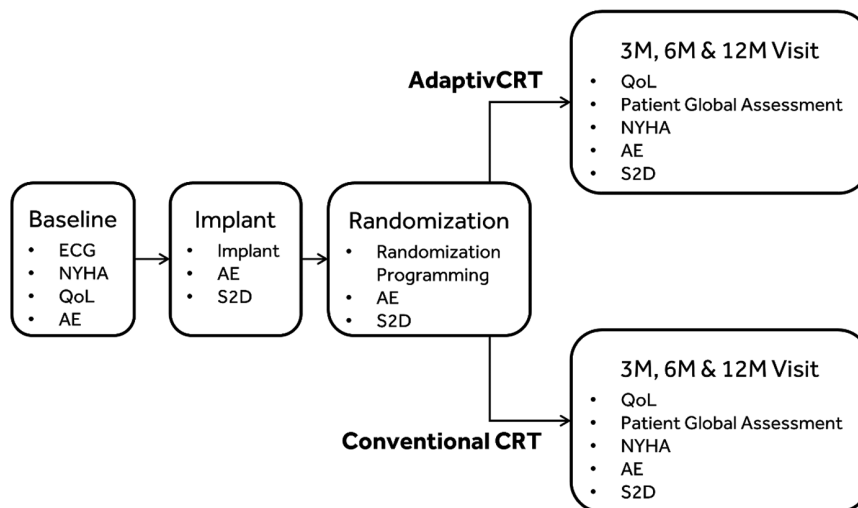 Baseline
• ECG
• NYHA
• QoL
• AE
Implant
• Implant
• AE
• S2D
Randomization
• Randomization
Programming
• AE
• S2D
AdaptivCRT
3M, 6M & 12M Visit
• QoL
• Patient Global Assessment
• NYHA
• AE
• S2D
Conventional CRT
3M, 6M & 12M Visit
• QoL
• Patient Global Assessment
• NYHA
• AE
• S2D